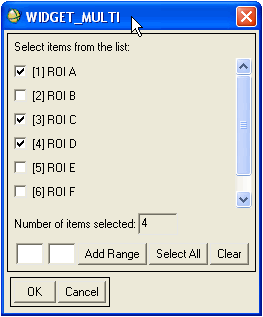 WIDGET_MULTI
Select items from the list:
[1] ROI A
[2] ROI B
[3] ROI C
[4] ROI D
[5] ROI E
[6] ROI F
Number of items selected: 4
Add Range Select All Clear
OK Cancel